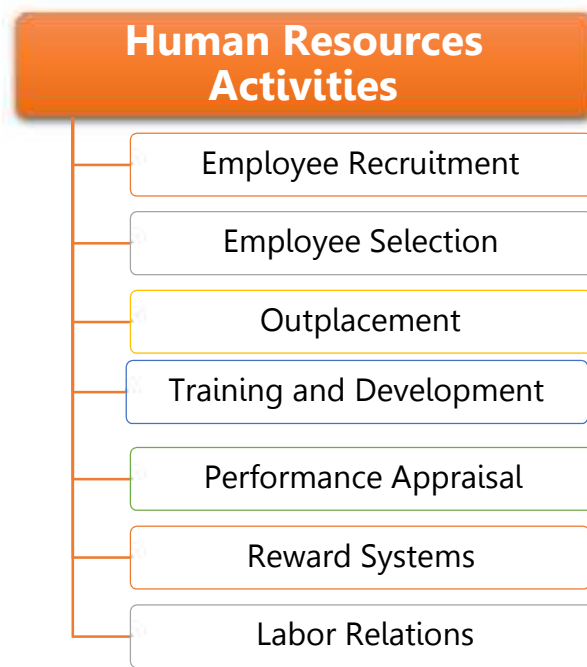 Human Resources
Activities
Employee Recruitment
Employee Selection
Outplacement
Training and Development
Performance Appraisal
Reward Systems
Labor Relations